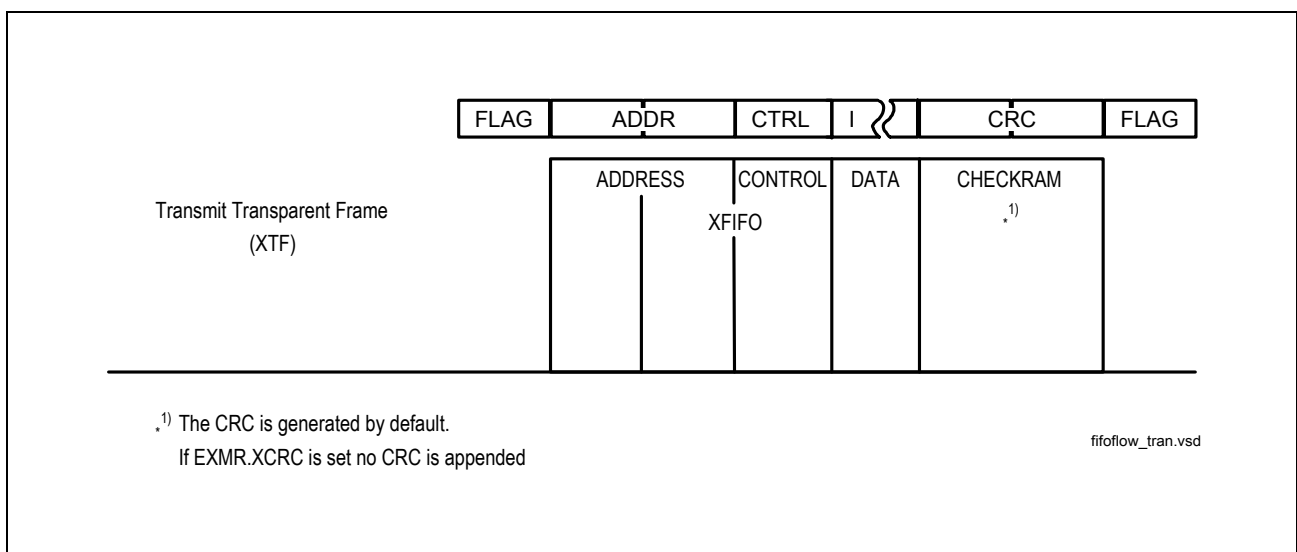 FLAG ADDR CTRL I CRC FLAG
ADDRESS CONTROL DATA CHECKRAM
Transmit Transparent Frame XFIFO *1)
(XTF)
*1) The CRC is generated by default.
If EXMR.XCRC is set no CRC is appended
fifoflow_tran.vsd